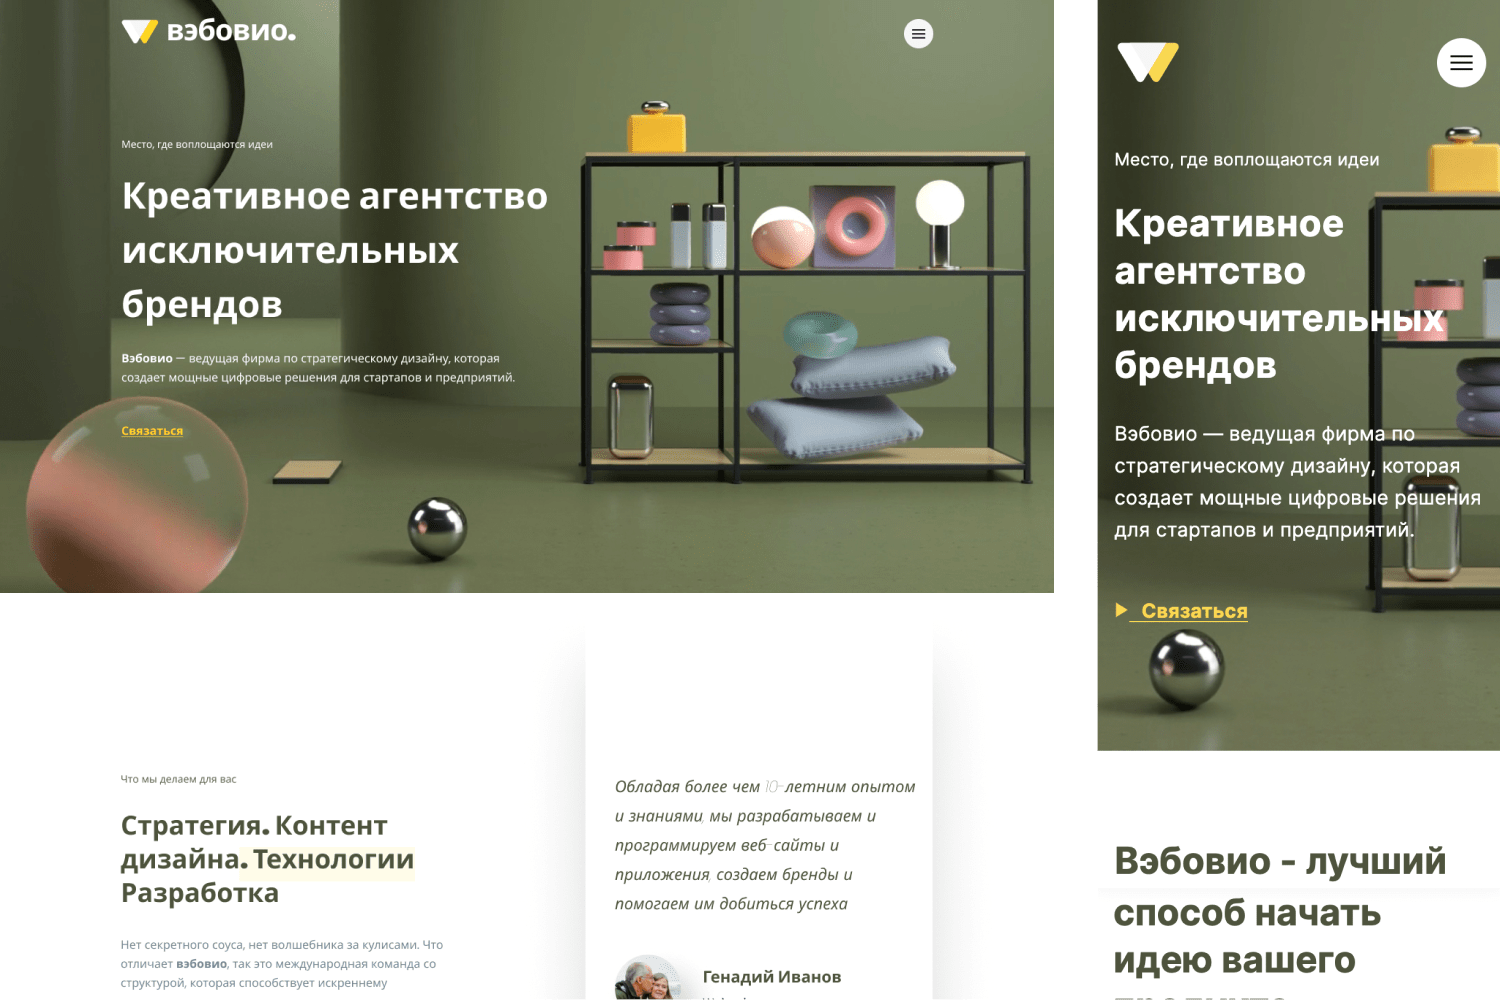 вэбовио.
Место, где воплощаются идеи
Креативное агентство
исключительных
брендов
Вэбовио — ведущая фирма по стратегическому дизайну, которая
создает мощные цифровые решения для стартапов и предприятий.
Связаться
Что мы делаем для вас
Стратегия. Контент
дизайна. Технологии
Разработка
Нет секретного соуса, нет волшебника за кулисами. Что
отличает вэбовио, так это международная команда со
структурой, которая способствует искреннему
Обладая более чем 10-летним опытом
и знаниями, мы разрабатываем и
программируем веб-сайты и
приложения, создаем бренды и
помогаем им добиться успеха
Генадий Иванов
Место, где воплощаются идеи
Креативное
агентство
исключительных
брендов
Вэбовио — ведущая фирма по
стратегическому дизайну, которая
создает мощные цифровые решения
для стартапов и предприятий.
Связаться
Вэбовио - лучший
способ начать
идею вашего